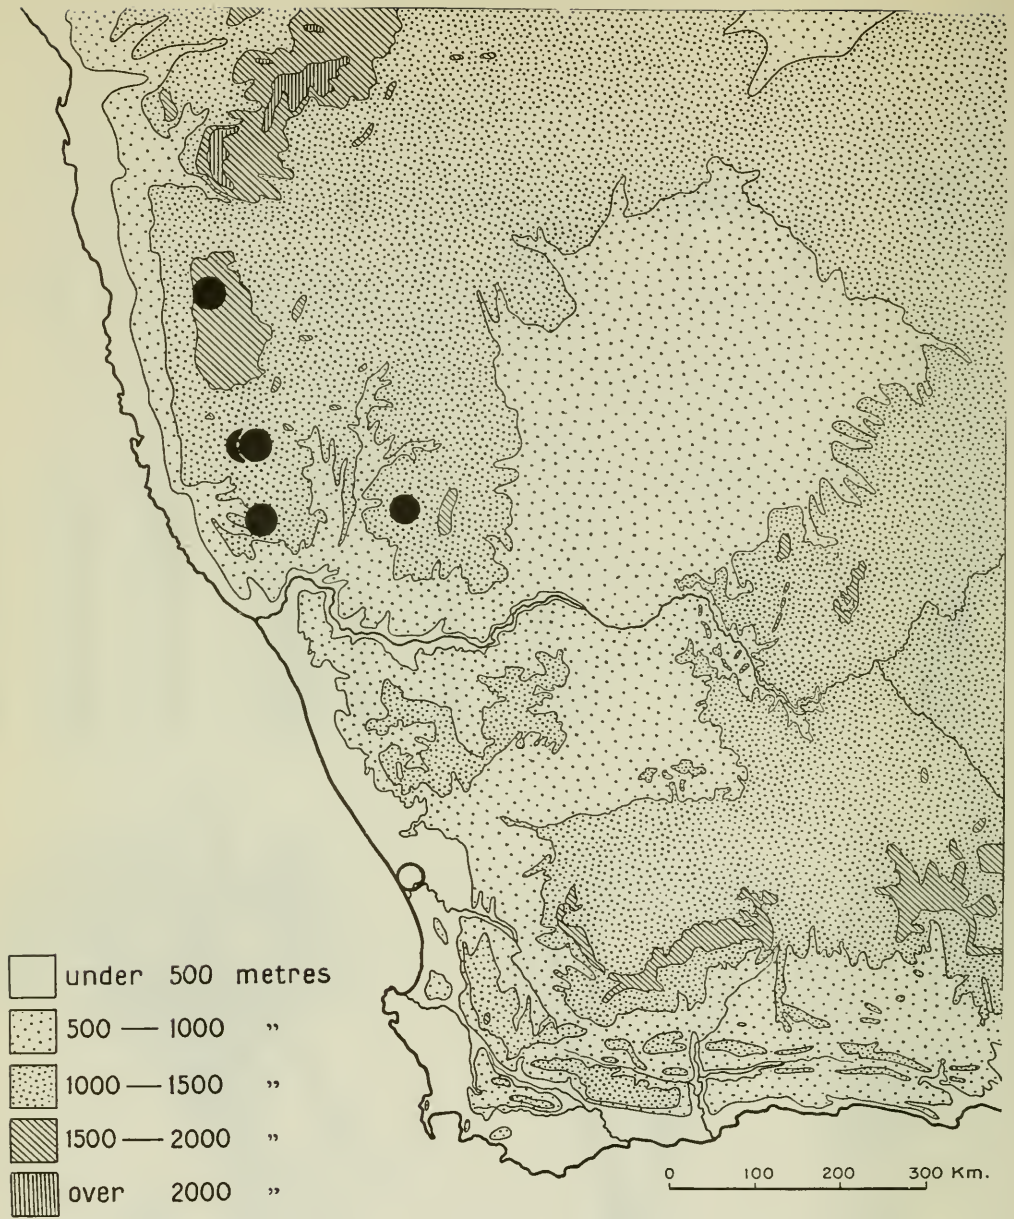 under 500 metres
500 — 1000 "
1000 — 1500 "
1500 — 2000 "
over 2000 "
0 100 200 300 Km.